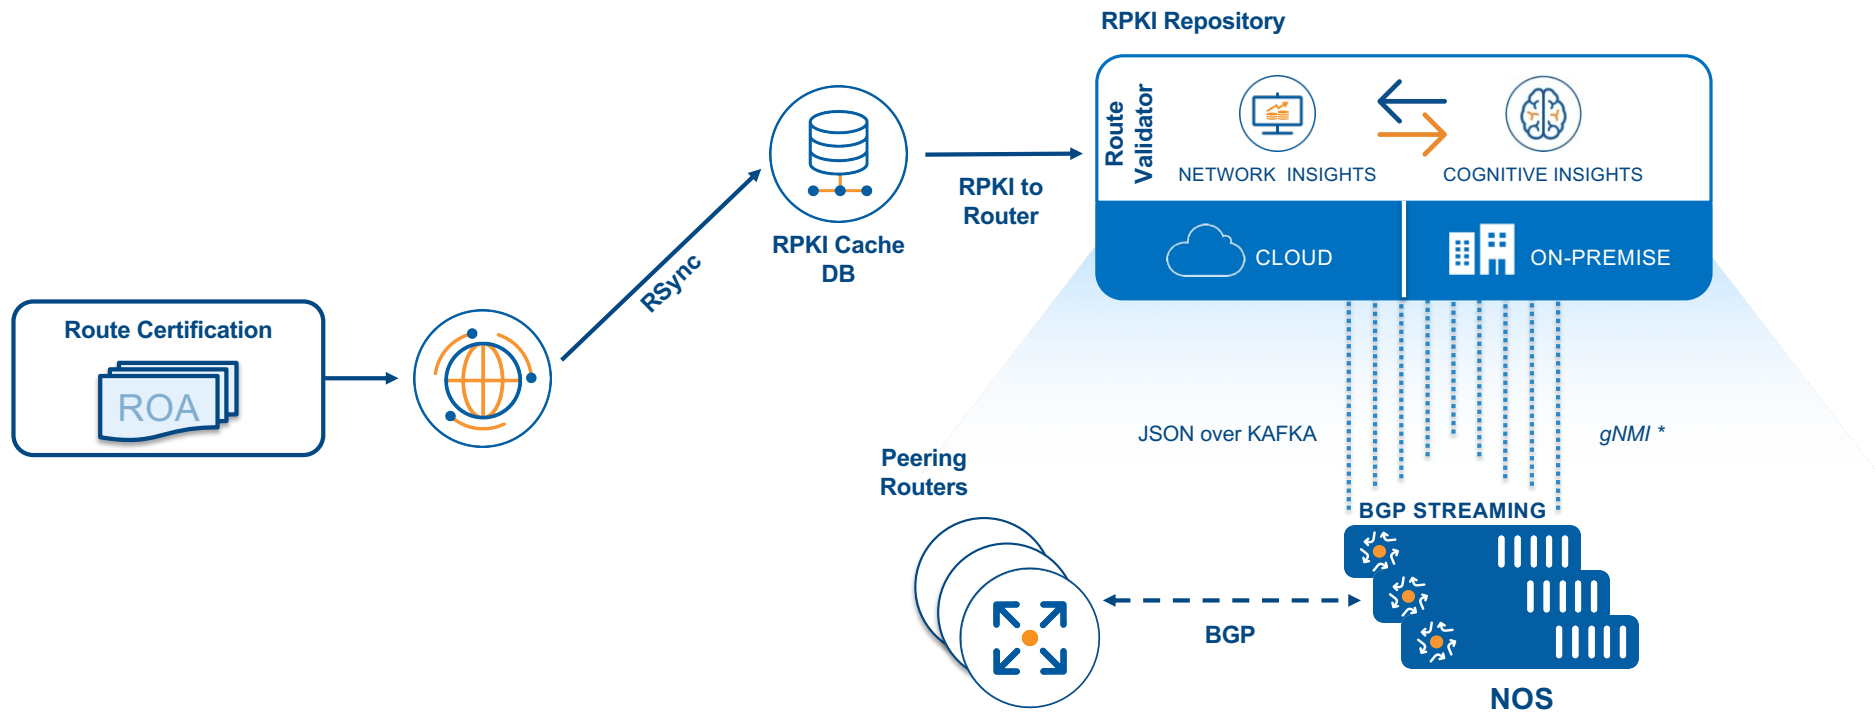 RPKI Repository
Route
Validator
NETWORK INSIGHTS
COGNITIVE INSIGHTS
CLOUD
ON-PREMISE
RPKI to
Router
RPKI Cache
DB
RSync
Route Certification
ROA
JSON over KAFKA
gNMI *
Peering
Routers
BGP STREAMING
BGP
NOS